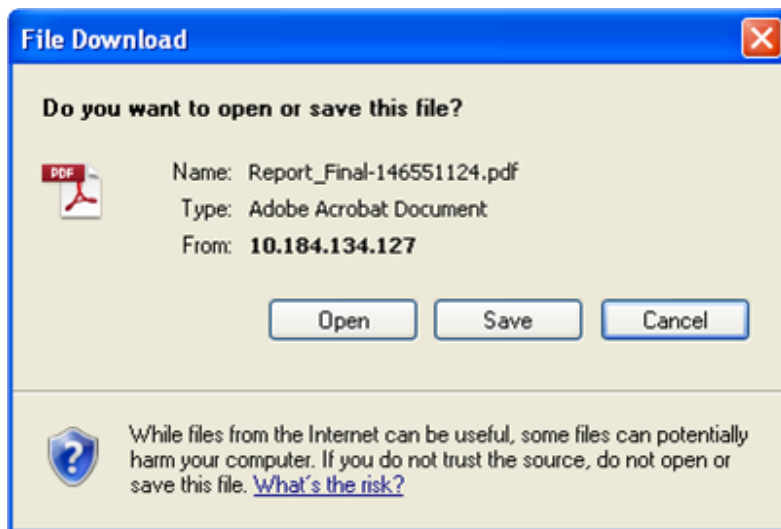 File Download
Do you want to open or save this file?
PDF
Name: Report_Final-146551124.pdf
Type: Adobe Acrobat Document
From: 10.184.134.127
Open Save Cancel
While files from the Internet can be useful, some files can potentially
harm your computer. If you do not trust the source, do not open or
save this file. What's the risk?